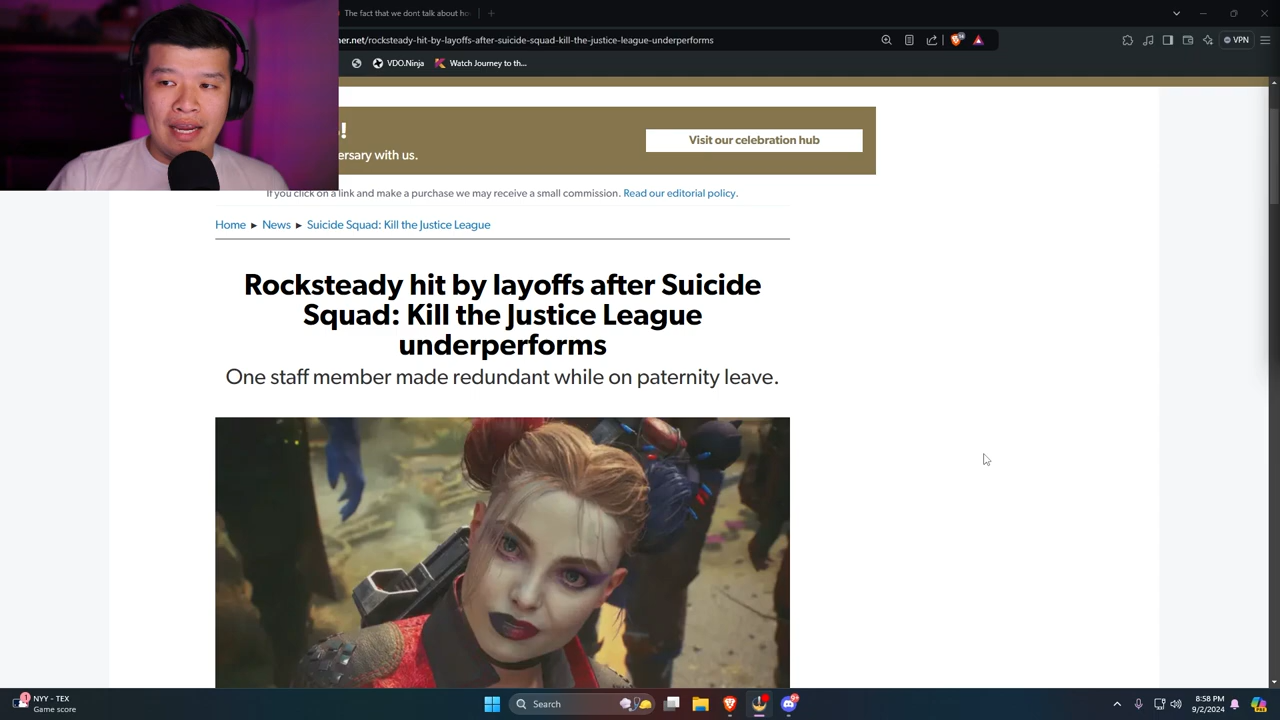 The fact that we dont talk about ho
ner.net/rocksteady-hit-by-layoffs-after-suicide-squad-kill-the-justice-league-underperforms
VPN
VDO.Ninja
Watch Journey to th...
!
ersary with us.
Visit our celebration hub
If you click on a link and make a purchase we may receive a small commission. Read our editorial policy.
Home ▸ News ▸ Suicide Squad: Kill the Justice League
Rocksteady hit by layoffs after Suicide
Squad: Kill the Justice League
underperforms
One staff member made redundant while on paternity leave.
1
NYY - TEX
Game score
Search
8:58 PM
9/2/2024